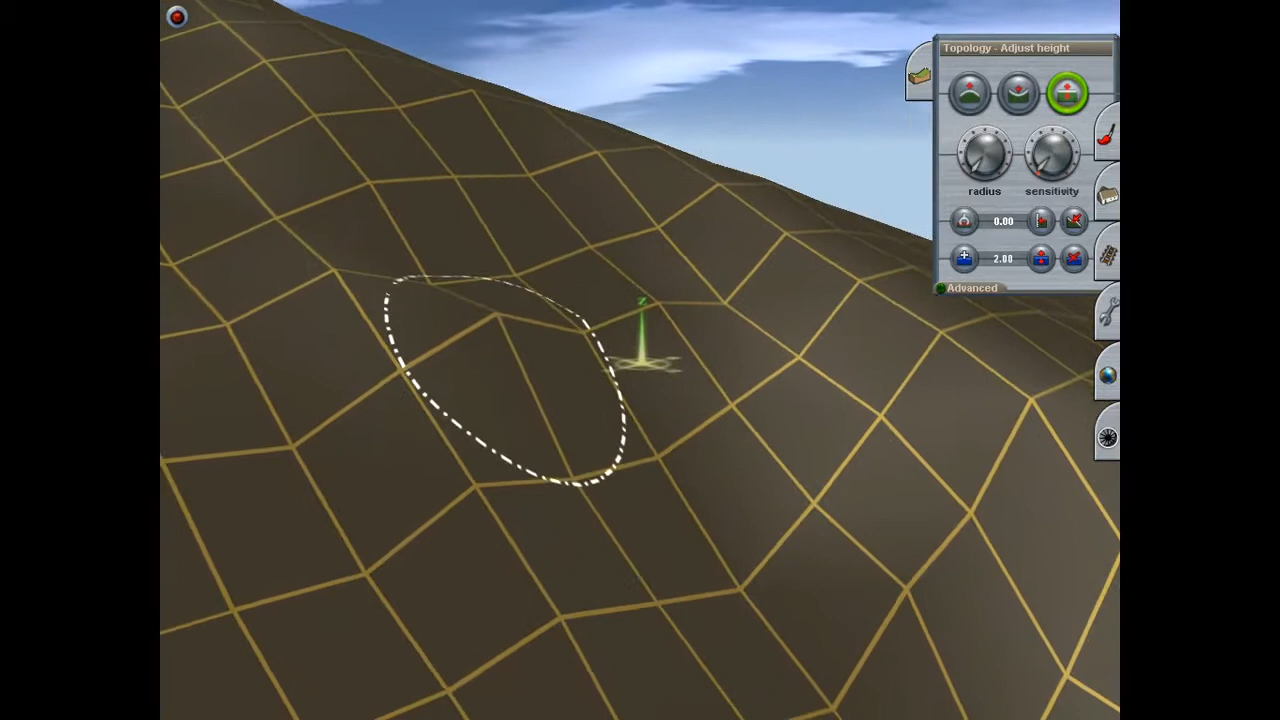 Topology - Adjust height
radius sensitivity
0.00
2.00
Advanced
z